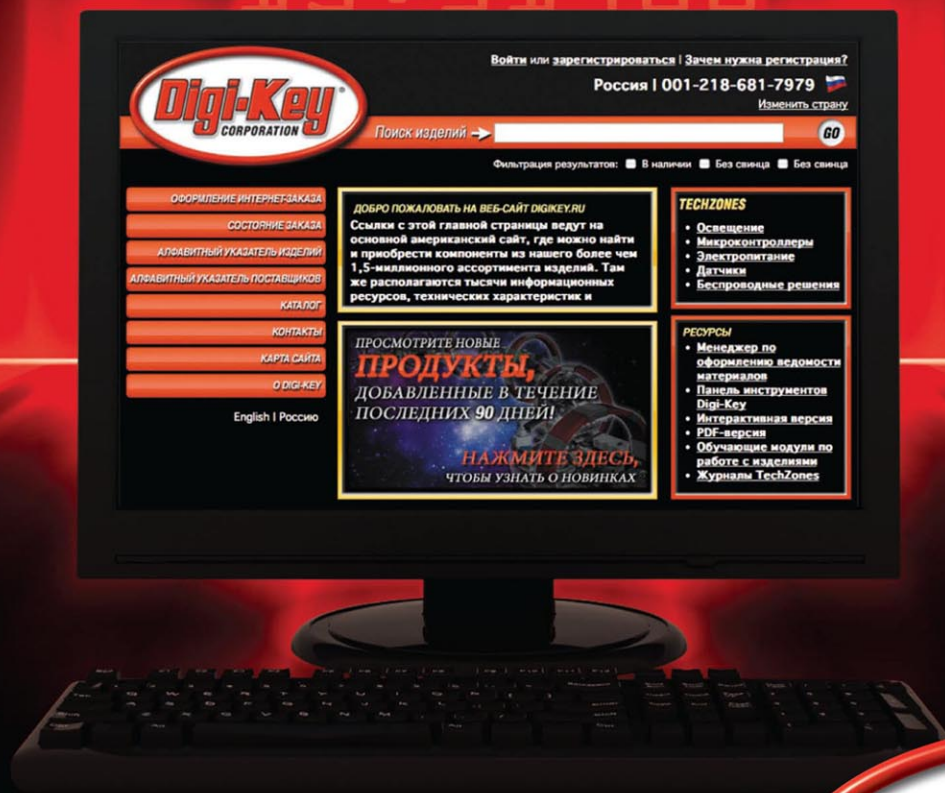 Войти или зарегистрироваться | Зачем нужна регистрация?
Россия | 001-218-681-7979
Изменить страну
Digi-Key®
CORPORATION
Поиск изделий
GO
Фильтрация результатов: В наличии Без свинца Без свинца
ОФОРМЛЕНИЕ ИНТЕРНЕТ-ЗАКАЗА
СОСТОЯНИЕ ЗАКАЗА
АЛФАВИТНЫЙ УКАЗАТЕЛЬ ИЗДЕЛИЙ
АЛФАВИТНЫЙ УКАЗАТЕЛЬ ПОСТАВЩИКОВ
КАТАЛОГ
КОНТАКТЫ
КАРТА САЙТА
О DIGI-KEY
English | Россию
ДОБРО ПОЖАЛОВАТЬ НА ВЕБ-САЙТ DIGIKEY.RU
Ссылки с этой главной страницы ведут на
основной американский сайт, где можно найти
и приобрести компоненты из нашего более чем
1,5-миллионного ассортимента изделий. Там
же располагаются тысячи информационных
ресурсов, технических характеристик и
ПРОСМОТРИТЕ НОВЫЕ
ПРОДУКТЫ,
ДОБАВЛЕННЫЕ В ТЕЧЕНИЕ
ПОСЛЕДНИХ 90 ДНЕЙ!
НАЖМИТЕ ЗДЕСЬ,
ЧТОБЫ УЗНАТЬ О НОВИНКАХ
TECHZONES
• Освещение
• Микроконтроллеры
• Электропитание
• Датчики
• Беспроводные решения
РЕСУРСЫ
• Менеджер по
оформлению ведомости
материалов
• Панель инструментов
Digi-Key
• Интерактивная версия
• PDF-версия
• Обучающие модули по
работе с изделиями
• Журналы TechZones